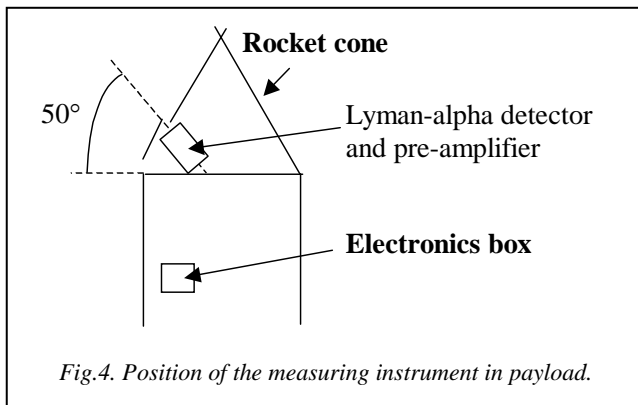 Rocket cone
50°
Lyman-alpha detector
and pre-amplifier
Electronics box
Fig.4. Position of the measuring instrument in payload.